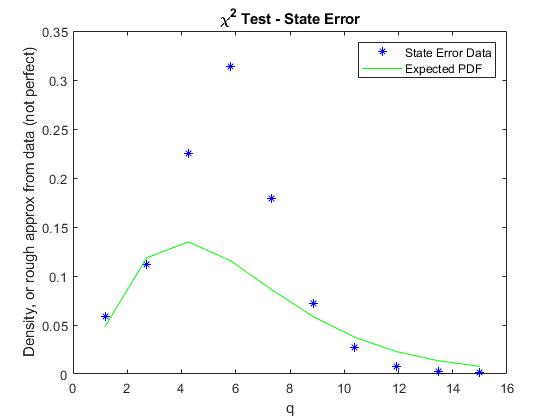 χ² Test - State Error
State Error Data
Expected PDF
Density, or rough approx from data (not perfect)
0.35
0.3
0.25
0.2
0.15
0.1
0.05
0
0 2 4 6 8 10 12 14 16
q